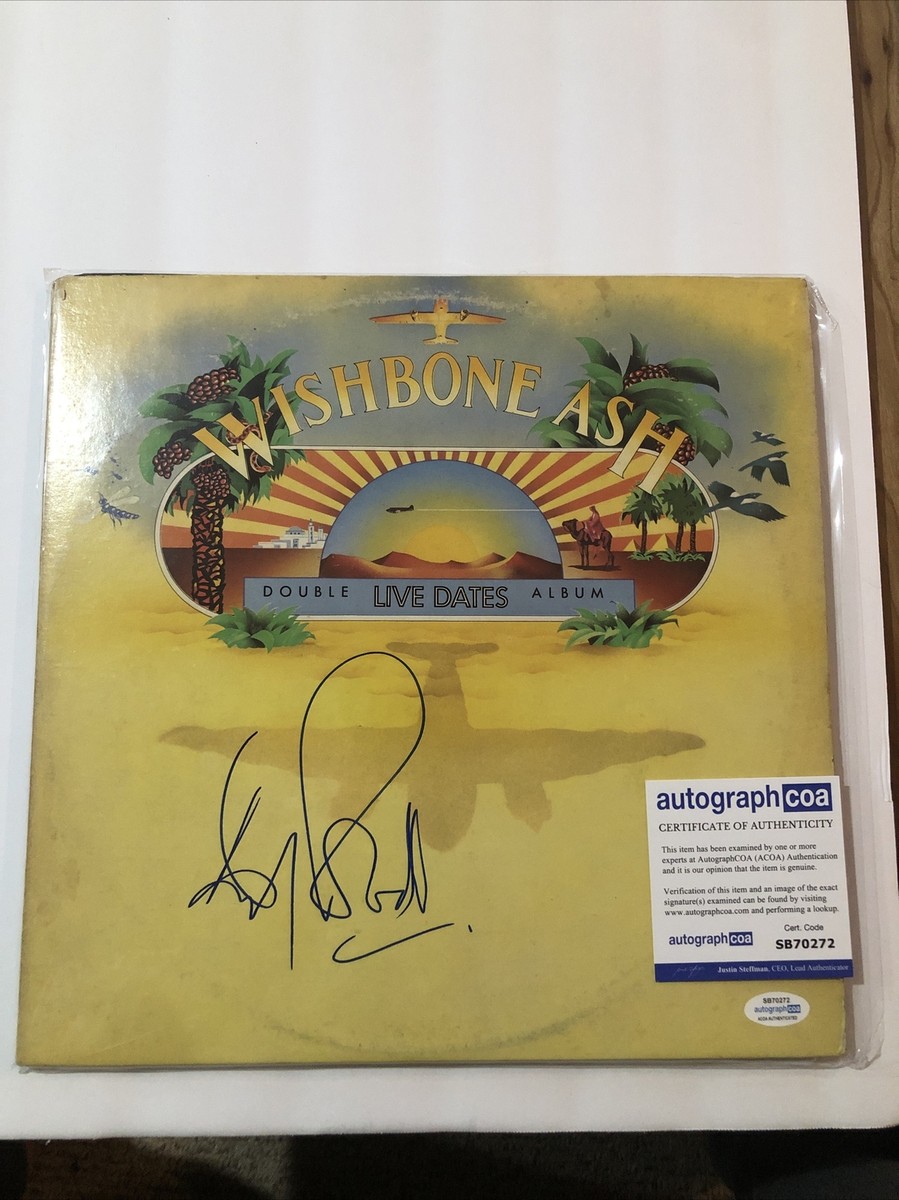 WISHBONE ASH
DOUBLE LIVE DATES ALBUM
autographcoa
CERTIFICATE OF AUTHENTICITY
This item has been examined by one or more
experts at AutographCOA (ACOA) Authentication
and it is our opinion that the item is genuine.
Verification of this item and an image of the exact
signature(s) examined can be found by visiting
www.autographcoa.com and performing a lookup.
Cert. Code
autographcoa SB70272
Justin Steffman, CEO, Lead Authenticator
SB70272
autographcoa
ACOA AUTHENTICATED